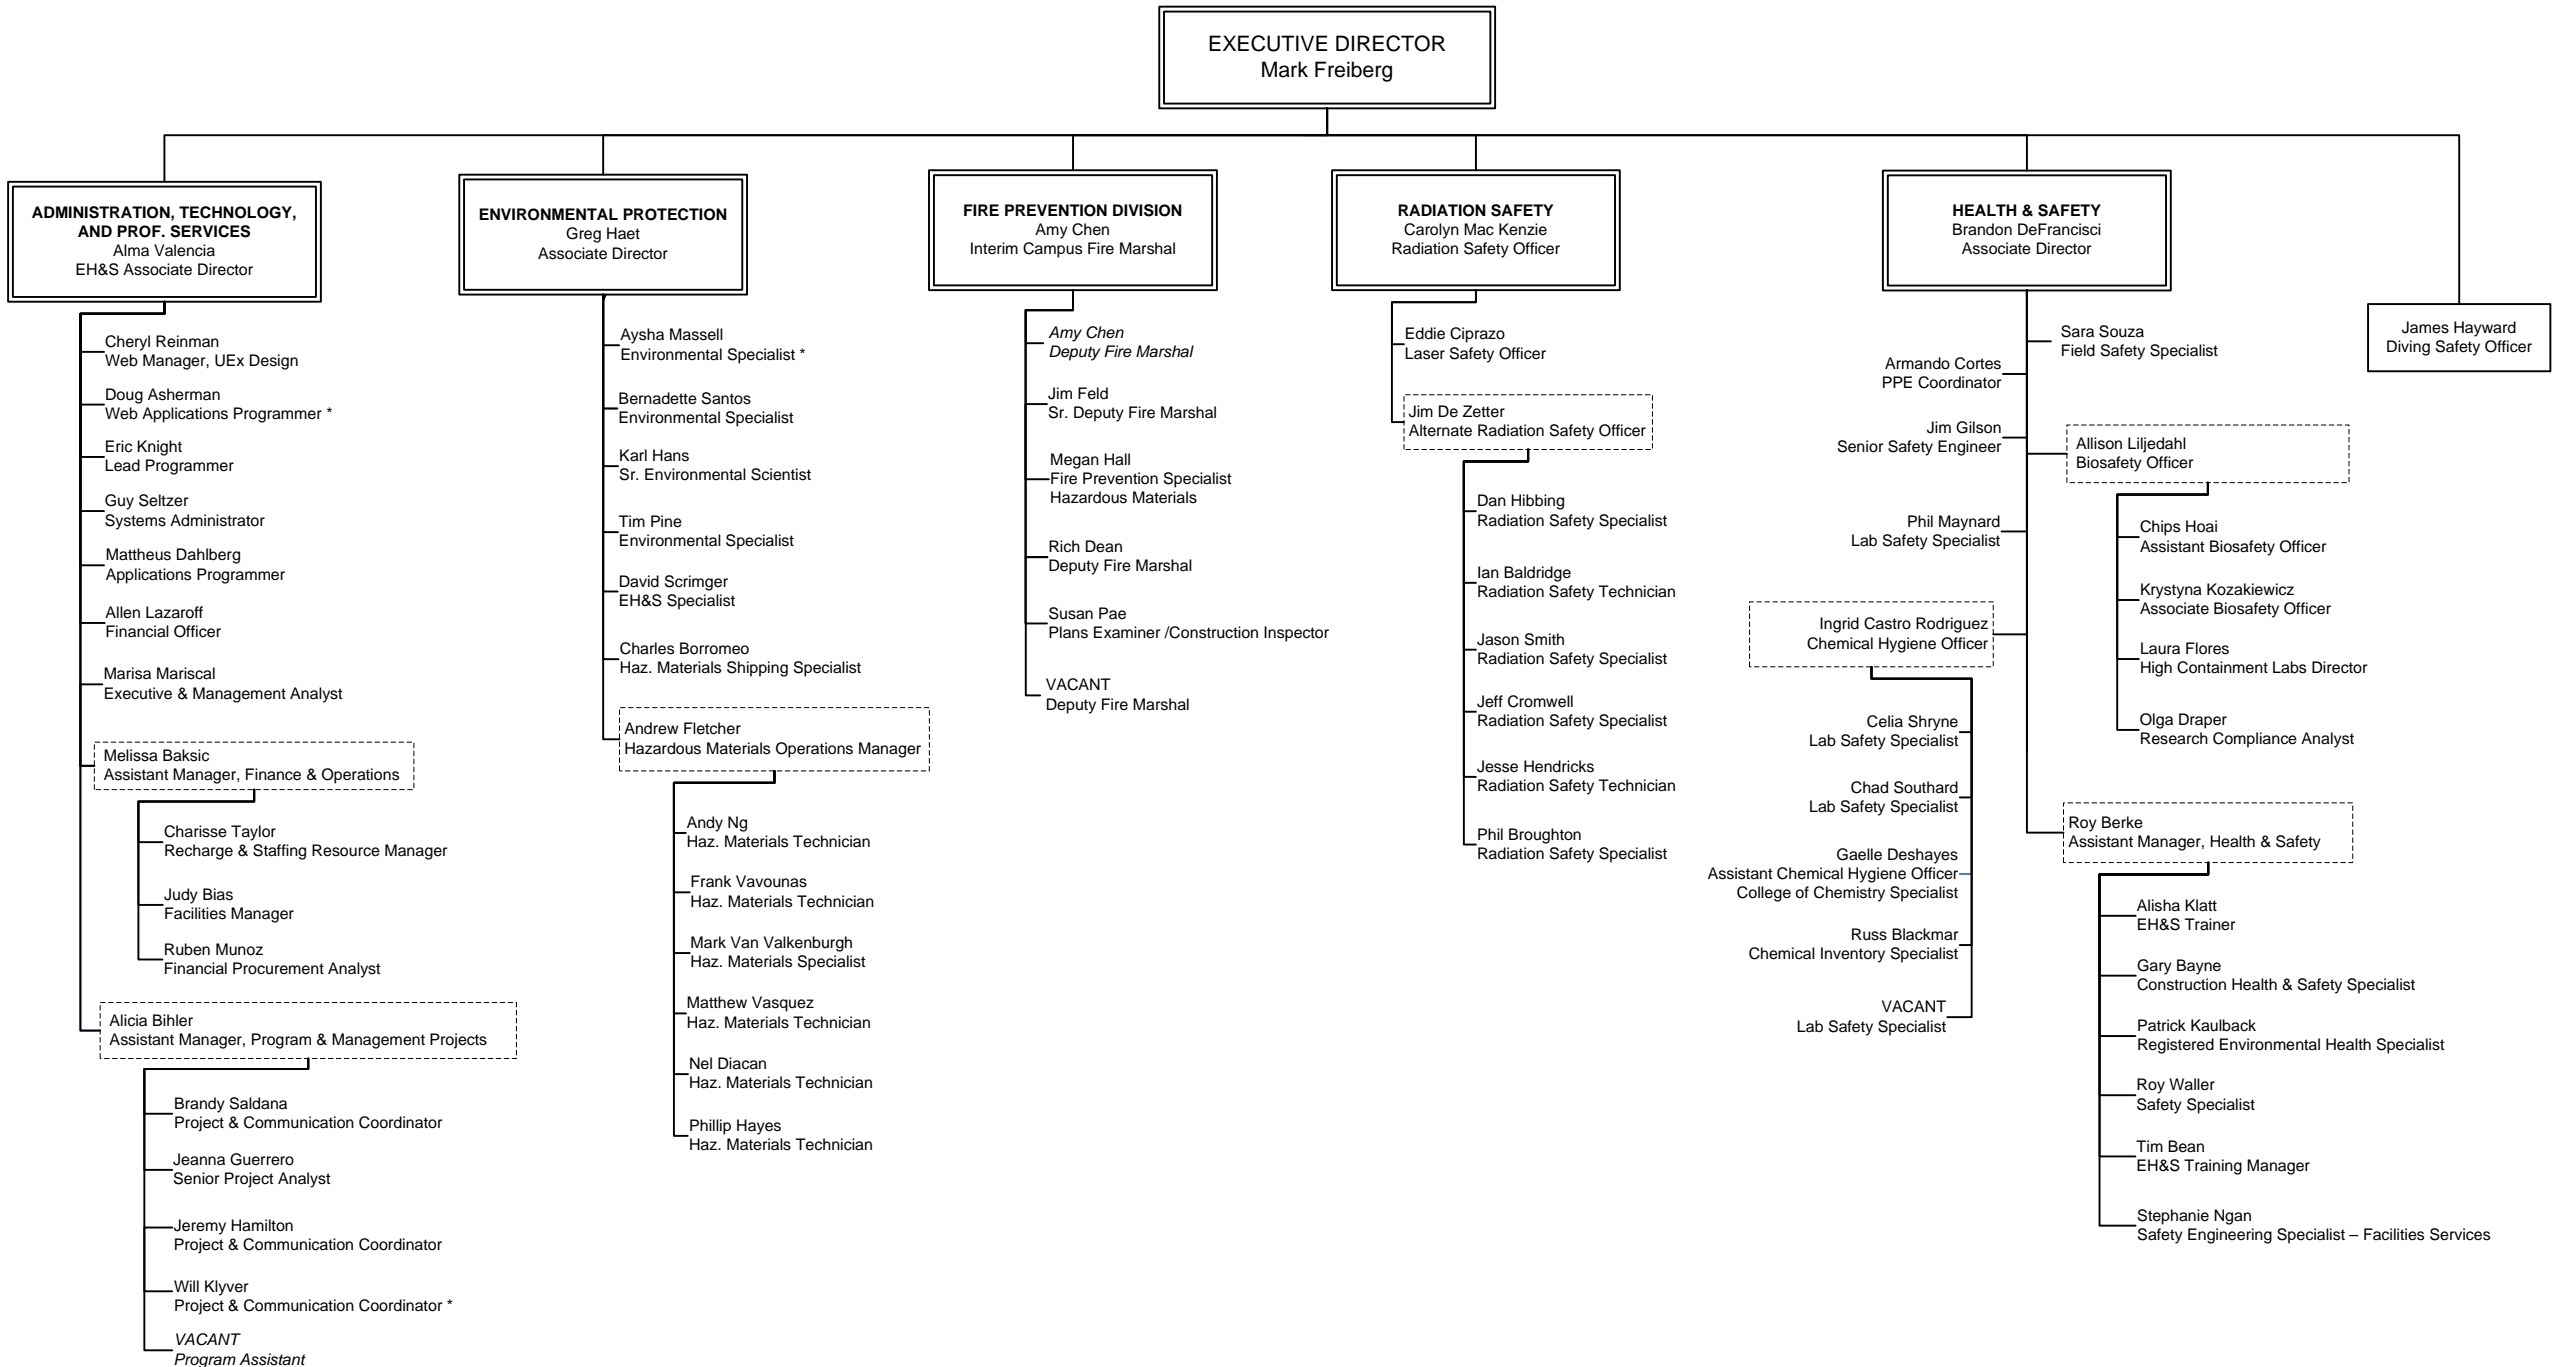 EXECUTIVE DIRECTOR
Mark Freiberg
ADMINISTRATION, TECHNOLOGY,
AND PROF. SERVICES
Alma Valencia
EH&S Associate Director
Cheryl Reinman
Web Manager, UEx Design
Doug Asherman
Web Applications Programmer *
Eric Knight
Lead Programmer
Guy Seltzer
Systems Administrator
Mattheus Dahlberg
Applications Programmer
Allen Lazaroff
Financial Officer
Marisa Mariscal
Executive & Management Analyst
Melissa Baksic
Assistant Manager, Finance & Operations
Charisse Taylor
Recharge & Staffing Resource Manager
Judy Bias
Facilities Manager
Ruben Munoz
Financial Procurement Analyst
Alicia Bihler
Assistant Manager, Program & Management Projects
Brandy Saldana
Project & Communication Coordinator
Jeanna Guerrero
Senior Project Analyst
Jeremy Hamilton
Project & Communication Coordinator
Will Klyver
Project & Communication Coordinator *
VACANT
Program Assistant
ENVIRONMENTAL PROTECTION
Greg Haet
Associate Director
Aysha Massell
Environmental Specialist *
Bernadette Santos
Environmental Specialist
Karl Hans
Sr. Environmental Scientist
Tim Pine
Environmental Specialist
David Scrimger
EH&S Specialist
Charles Borromeo
Haz. Materials Shipping Specialist
Andrew Fletcher
Hazardous Materials Operations Manager
Andy Ng
Haz. Materials Technician
Frank Vavounas
Haz. Materials Technician
Mark Van Valkenburgh
Haz. Materials Specialist
Matthew Vasquez
Haz. Materials Technician
Nel Diacan
Haz. Materials Technician
Phillip Hayes
Haz. Materials Technician
FIRE PREVENTION DIVISION
Amy Chen
Interim Campus Fire Marshal
Amy Chen
Deputy Fire Marshal
Jim Feld
Sr. Deputy Fire Marshal
Megan Hall
Fire Prevention Specialist
Hazardous Materials
Rich Dean
Deputy Fire Marshal
Susan Pae
Plans Examiner /Construction Inspector
VACANT
Deputy Fire Marshal
RADIATION SAFETY
Carolyn Mac Kenzie
Radiation Safety Officer
Eddie Ciprazo
Laser Safety Officer
Jim De Zetter
Alternate Radiation Safety Officer
Dan Hibbing
Radiation Safety Specialist
Ian Baldridge
Radiation Safety Technician
Jason Smith
Radiation Safety Specialist
Jeff Cromwell
Radiation Safety Specialist
Jesse Hendricks
Radiation Safety Technician
Phil Broughton
Radiation Safety Specialist
HEALTH & SAFETY
Brandon DeFrancisci
Associate Director
Sara Souza
Field Safety Specialist
Armando Cortes
PPE Coordinator
Jim Gilson
Senior Safety Engineer
Phil Maynard
Lab Safety Specialist
Ingrid Castro Rodriguez
Chemical Hygiene Officer
Celia Shryne
Lab Safety Specialist
Chad Southard
Lab Safety Specialist
Gaelle Deshayes
Assistant Chemical Hygiene Officer
College of Chemistry Specialist
Russ Blackmar
Chemical Inventory Specialist
VACANT
Lab Safety Specialist
Allison Liljedahl
Biosafety Officer
Chips Hoai
Assistant Biosafety Officer
Krystyna Kozakiewicz
Associate Biosafety Officer
Laura Flores
High Containment Labs Director
Olga Draper
Research Compliance Analyst
Roy Berke
Assistant Manager, Health & Safety
Alisha Klatt
EH&S Trainer
Gary Bayne
Construction Health & Safety Specialist
Patrick Kaulback
Registered Environmental Health Specialist
Roy Waller
Safety Specialist
Tim Bean
EH&S Training Manager
Stephanie Ngan
Safety Engineering Specialist – Facilities Services
James Hayward
Diving Safety Officer